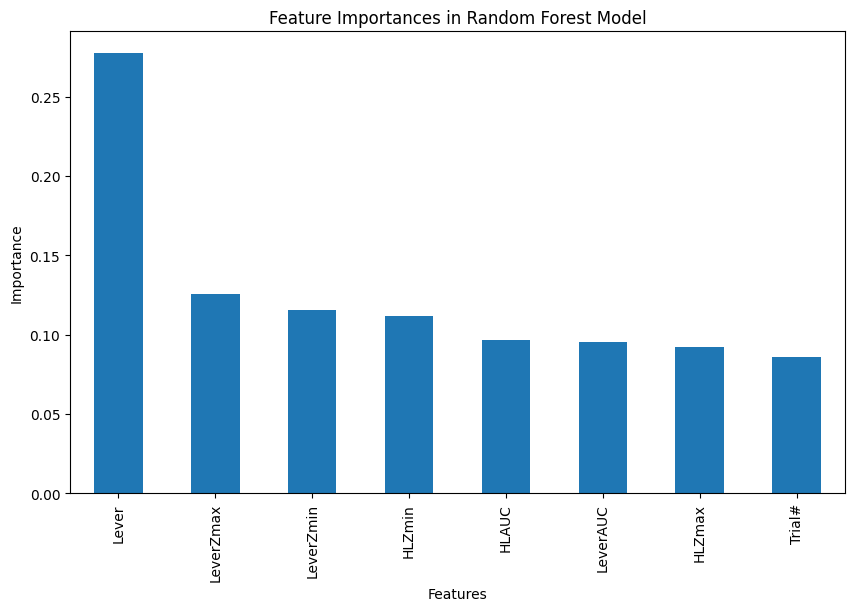 Feature Importances in Random Forest Model
Importance
0.25
0.20
0.15
0.10
0.05
0.00
Lever
LeverZmax
LeverZmin
HLZmin
HLAUC
LeverAUC
HLZmax
Trial#
Features